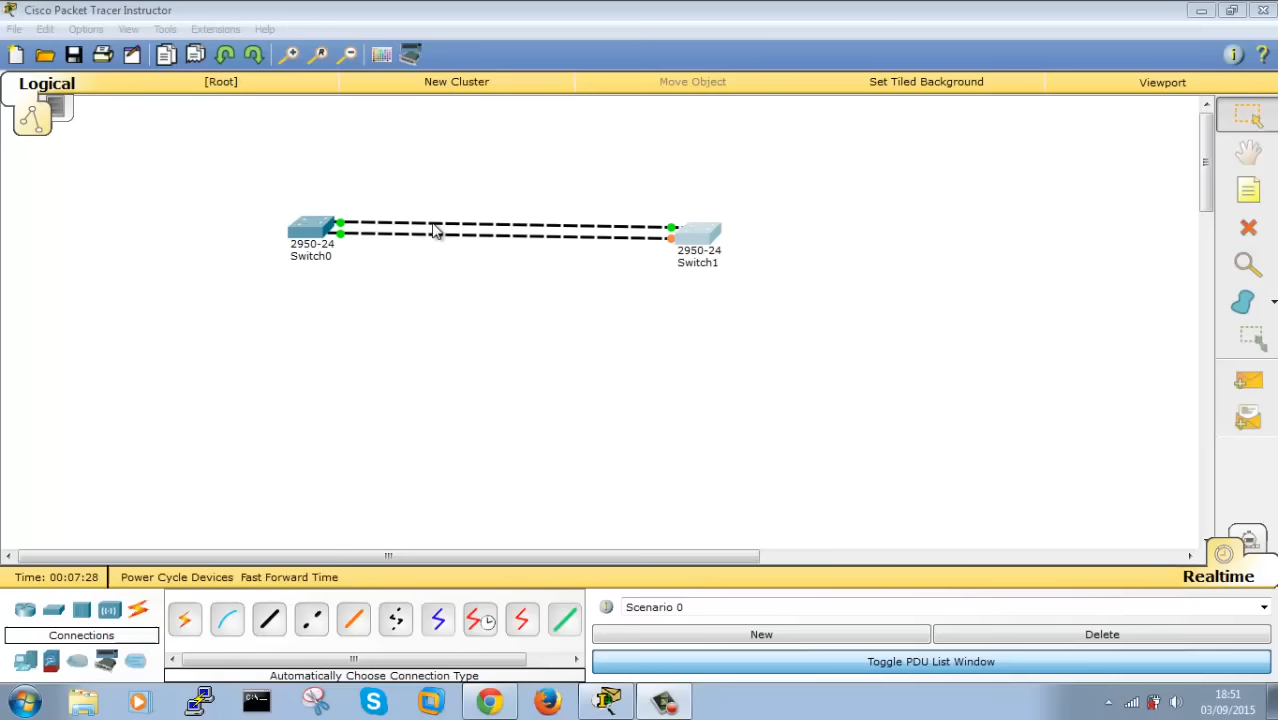 Cisco Packet Tracer Instructor
File Edit Options View Tools Extensions Help
Logical [Root] New Cluster Move Object Set Tiled Background Viewport
2950-24
Switch0
2950-24
Switch1
Time: 00:07:28 Power Cycle Devices Fast Forward Time Realtime
Scenario 0
Connections
New Delete
Toggle PDU List Window
Automatically Choose Connection Type
18:51
03/09/2015